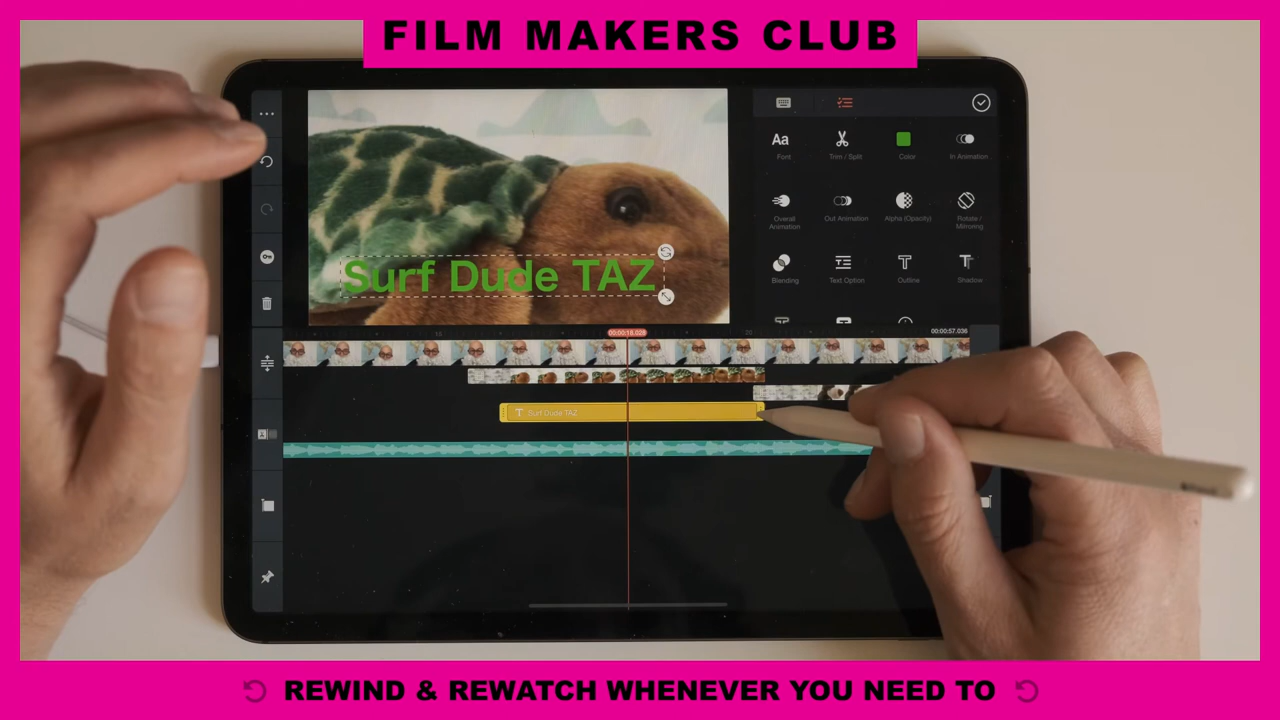 FILM MAKERS CLUB
Aa
Font
Trim / Split
Color
In Animation
Overall Animation
Out Animation
Alpha (Opacity)
Rotate / Mirroring
Blending
Text Option
Outline
Shadow
Surf Dude TAZ
00:00:57.036
T Surf Dude TAZ
REWIND & REWATCH WHENEVER YOU NEED TO